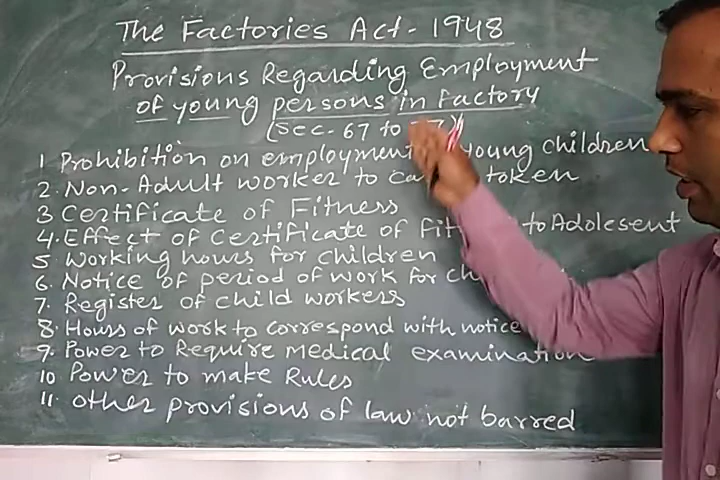 The Factories Act - 1948
Provisions Regarding Employment
of young persons in factory
(Sec. 67 to
1 Prohibition on employment young children
2. Non-Adult worker to token
3 Certificate of Fitness
4. Effect of Certificate of to Adolesent
5. Working hours for children
6. Notice of period of work for
7. Register of child workers
8. Hours of work to correspond with notice
9. Power to Require medical examination
10 Power to make Rules
11. Other provisions of law not barred